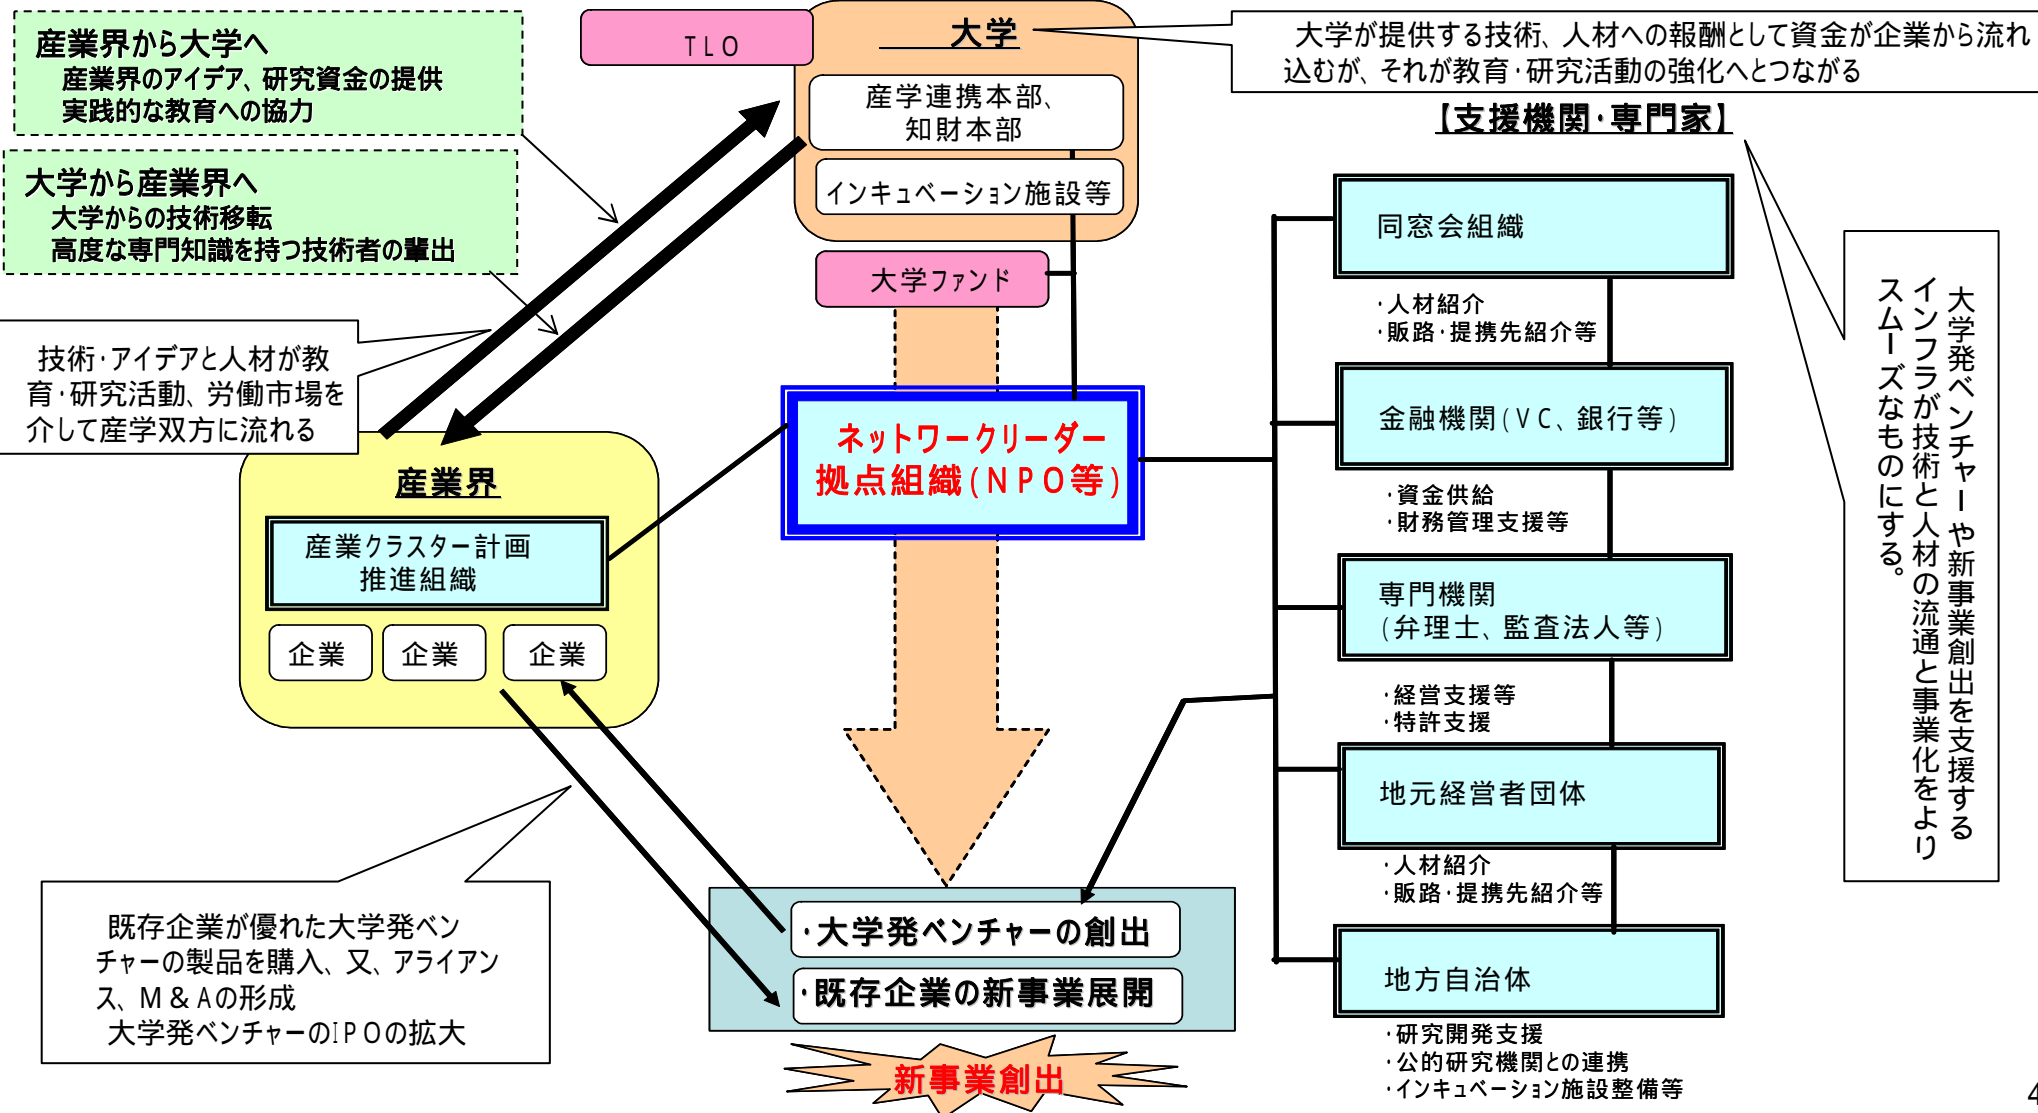 産業界から大学へ
産業界のアイデア、研究資金の提供
実践的な教育への協力
大学から産業界へ
大学からの技術移転
高度な専門知識を持つ技術者の輩出
技術・アイデアと人材が教
育・研究活動、労働市場を
介して産学双方に流れる
TLO
大学
産学連携本部、
知財本部
インキュベーション施設等
大学ファンド
大学が提供する技術、人材への報酬として資金が企業から流れ
込むが、それが教育・研究活動の強化へとつながる
【支援機関・専門家】
同窓会組織
・人材紹介
・販路・提携先紹介等
金融機関(VC、銀行等)
・資金供給
・財務管理支援等
専門機関
(弁理士、監査法人等)
・経営支援等
・特許支援
地元経営者団体
・人材紹介
・販路・提携先紹介等
地方自治体
・研究開発支援
・公的研究機関との連携
・インキュベーション施設整備等
大学発ベンチャーや新事業創出を支援する
インフラが技術と人材の流通と事業化をより
スムーズなものにする。
ネットワークリーダー
拠点組織(NPO等)
産業界
産業クラスター計画
推進組織
企業
企業
企業
既存企業が優れた大学発ベン
チャーの製品を購入、又、アライアン
ス、M&Aの形成
大学発ベンチャーのIPOの拡大
・大学発ベンチャーの創出
・既存企業の新事業展開
新事業創出
4